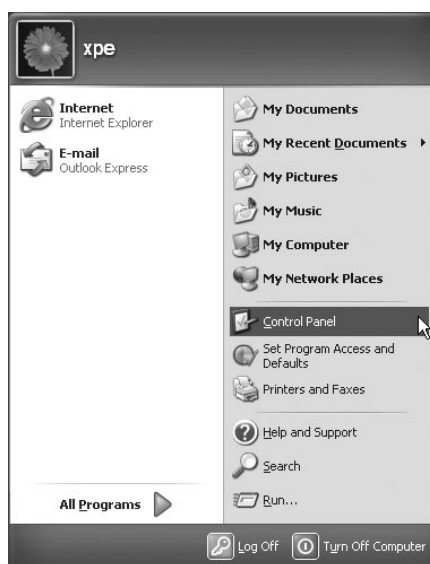 xpe
Internet
Internet Explorer
E-mail
Outlook Express
All Programs
My Documents
My Recent Documents
My Pictures
My Music
My Computer
My Network Places
Control Panel
Set Program Access and
Defaults
Printers and Faxes
Help and Support
Search
Run...
Log Off
Turn Off Computer